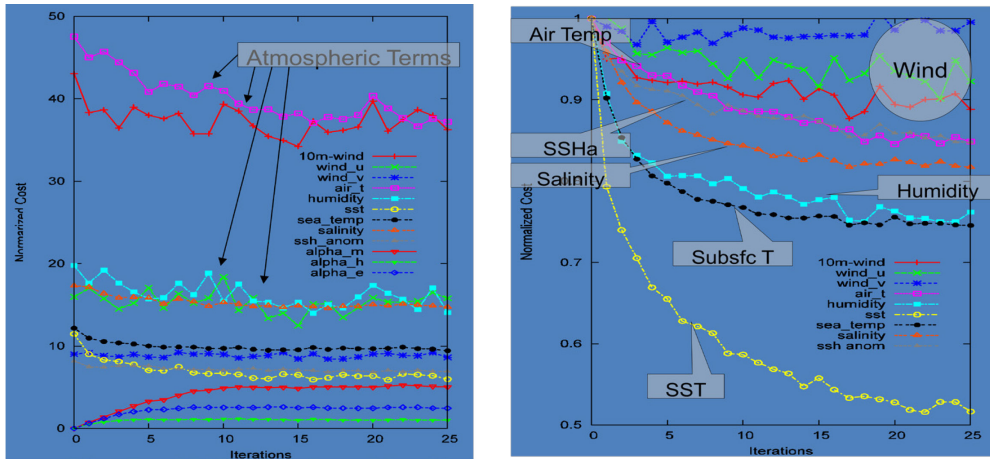 50
40
30
20
10
0
Normalized Cost
Atmospheric Terms
10m-wind
wind_u
wind_v
air_t
humidity
sst
sea_temp
salinity
ssh_anom
alpha_m
alpha_h
alpha_e
0 5 10 15 20 25
Iterations
1
0.9
0.7
0.6
0.5
Normalized Cost
Air Temp
Wind
SSHa
Salinity
Humidity
Subsfc T
SST
10m-wind
wind_u
wind_v
air_t
humidity
sst
sea_temp
salinity
ssh anom
0 5 10 15 20 25
Iterations